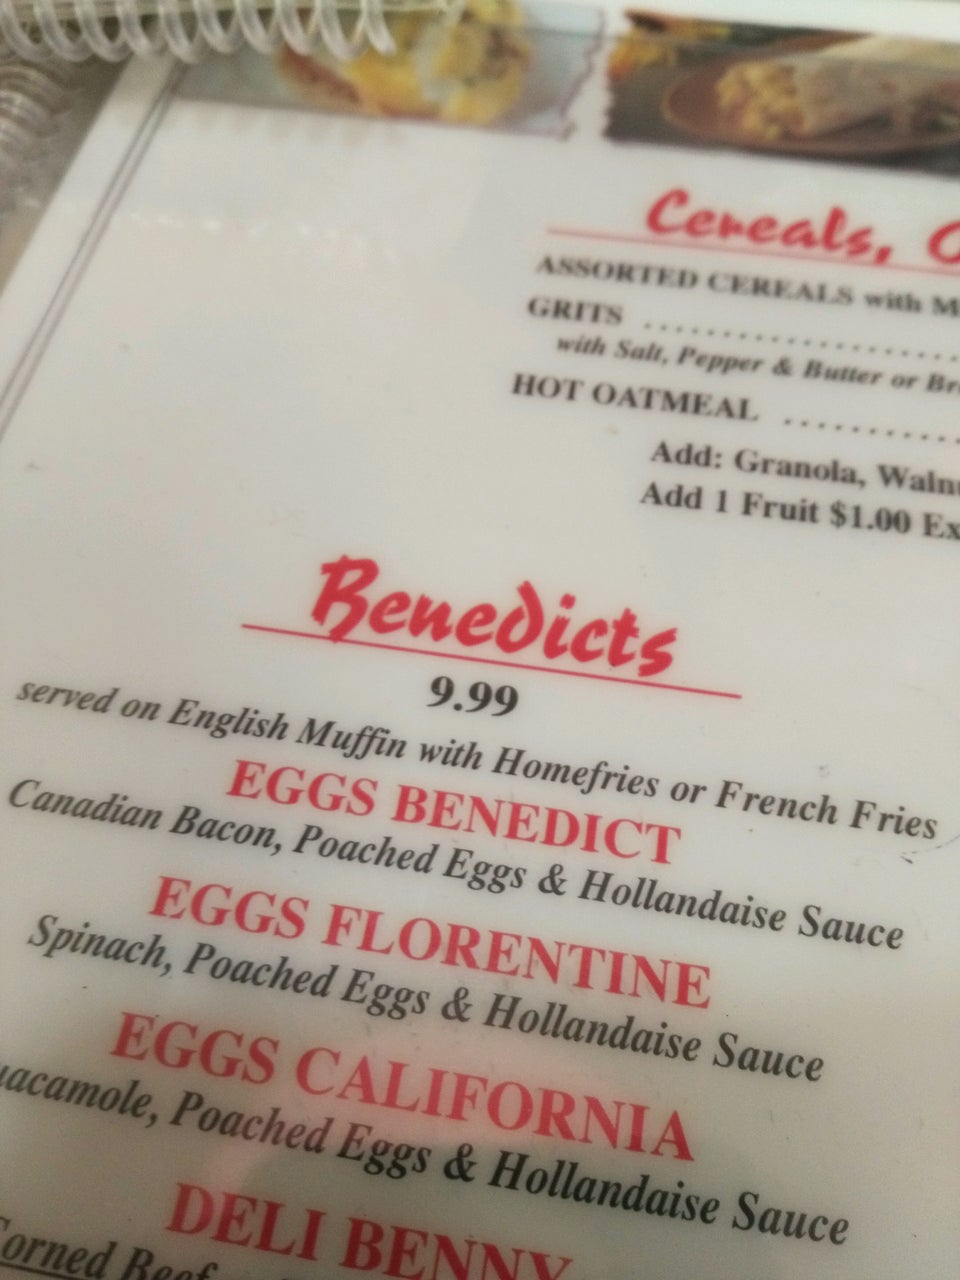 Cereals,
ASSORTED CEREALS with
GRITS ....................
with Salt, Pepper & Butter or
HOT OATMEAL ............
Add: Granola,
Add 1 Fruit $1.00
Benedicts
9.99
served on English Muffin with Homefries or French Fries
EGGS BENEDICT
Canadian Bacon, Poached Eggs & Hollandaise Sauce
EGGS FLORENTINE
Spinach, Poached Eggs & Hollandaise Sauce
EGGS CALIFORNIA
Poached Eggs & Hollandaise Sauce
DELI BENNY
Corned Beef